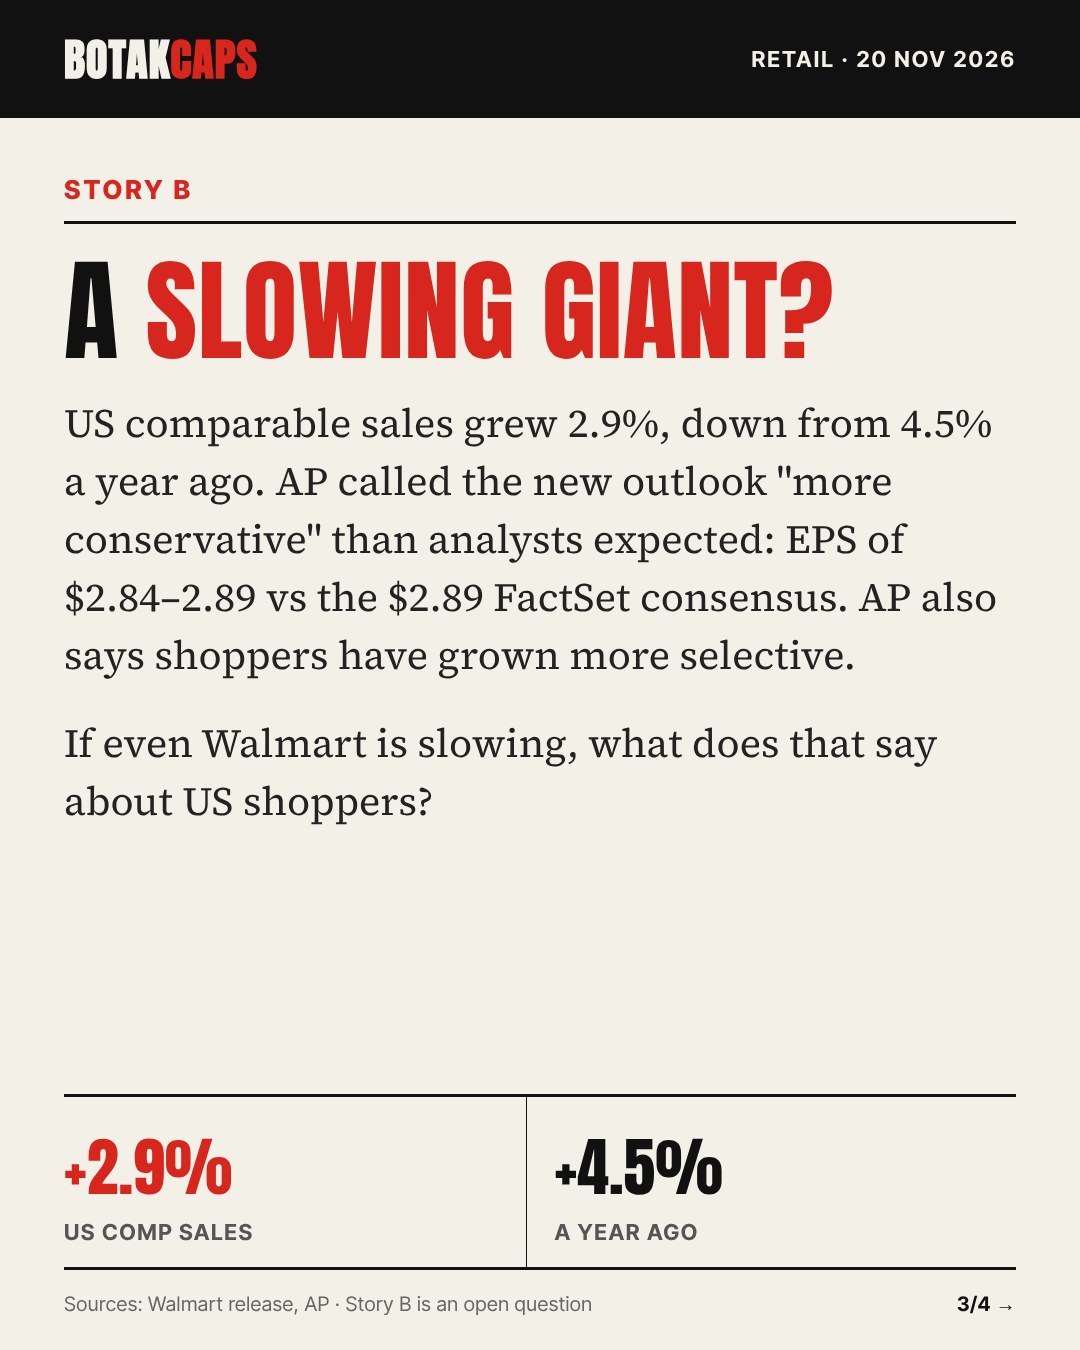 BOTAKCAPS
RETAIL · 20 NOV 2026
STORY B
A SLOWING GIANT?
US comparable sales grew 2.9%, down from 4.5%
a year ago. AP called the new outlook "more
conservative" than analysts expected: EPS of
$2.84–2.89 vs the $2.89 FactSet consensus. AP also
says shoppers have grown more selective.
If even Walmart is slowing, what does that say
about US shoppers?
+2.9%
US COMP SALES
+4.5%
A YEAR AGO
Sources: Walmart release, AP · Story B is an open question
3/4 →